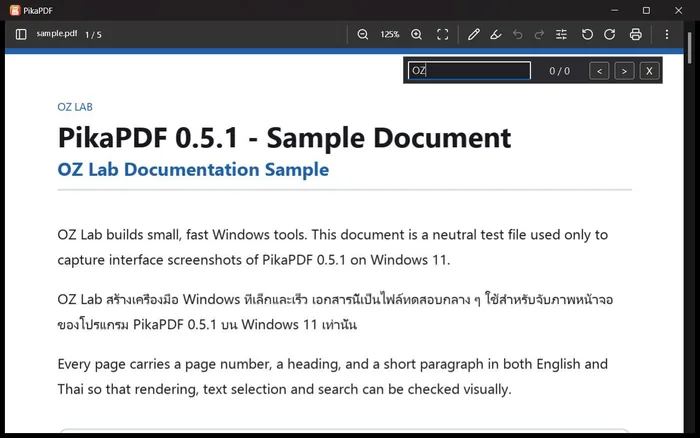 PikaPDF
sample.pdf 1 / 5
125%
OZ
0 / 0
< > X
OZ LAB
PikaPDF 0.5.1 - Sample Document
OZ Lab Documentation Sample
OZ Lab builds small, fast Windows tools. This document is a neutral test file used only to
capture interface screenshots of PikaPDF 0.5.1 on Windows 11.
OZ Lab สร้างเครื่องมือ Windows ที่เล็กและเร็ว เอกสารนี้เป็นไฟล์ทดสอบกลาง ๆ ใช้สำหรับจับภาพหน้าจอ
ของโปรแกรม PikaPDF 0.5.1 บน Windows 11 เท่านั้น
Every page carries a page number, a heading, and a short paragraph in both English and
Thai so that rendering, text selection and search can be checked visually.